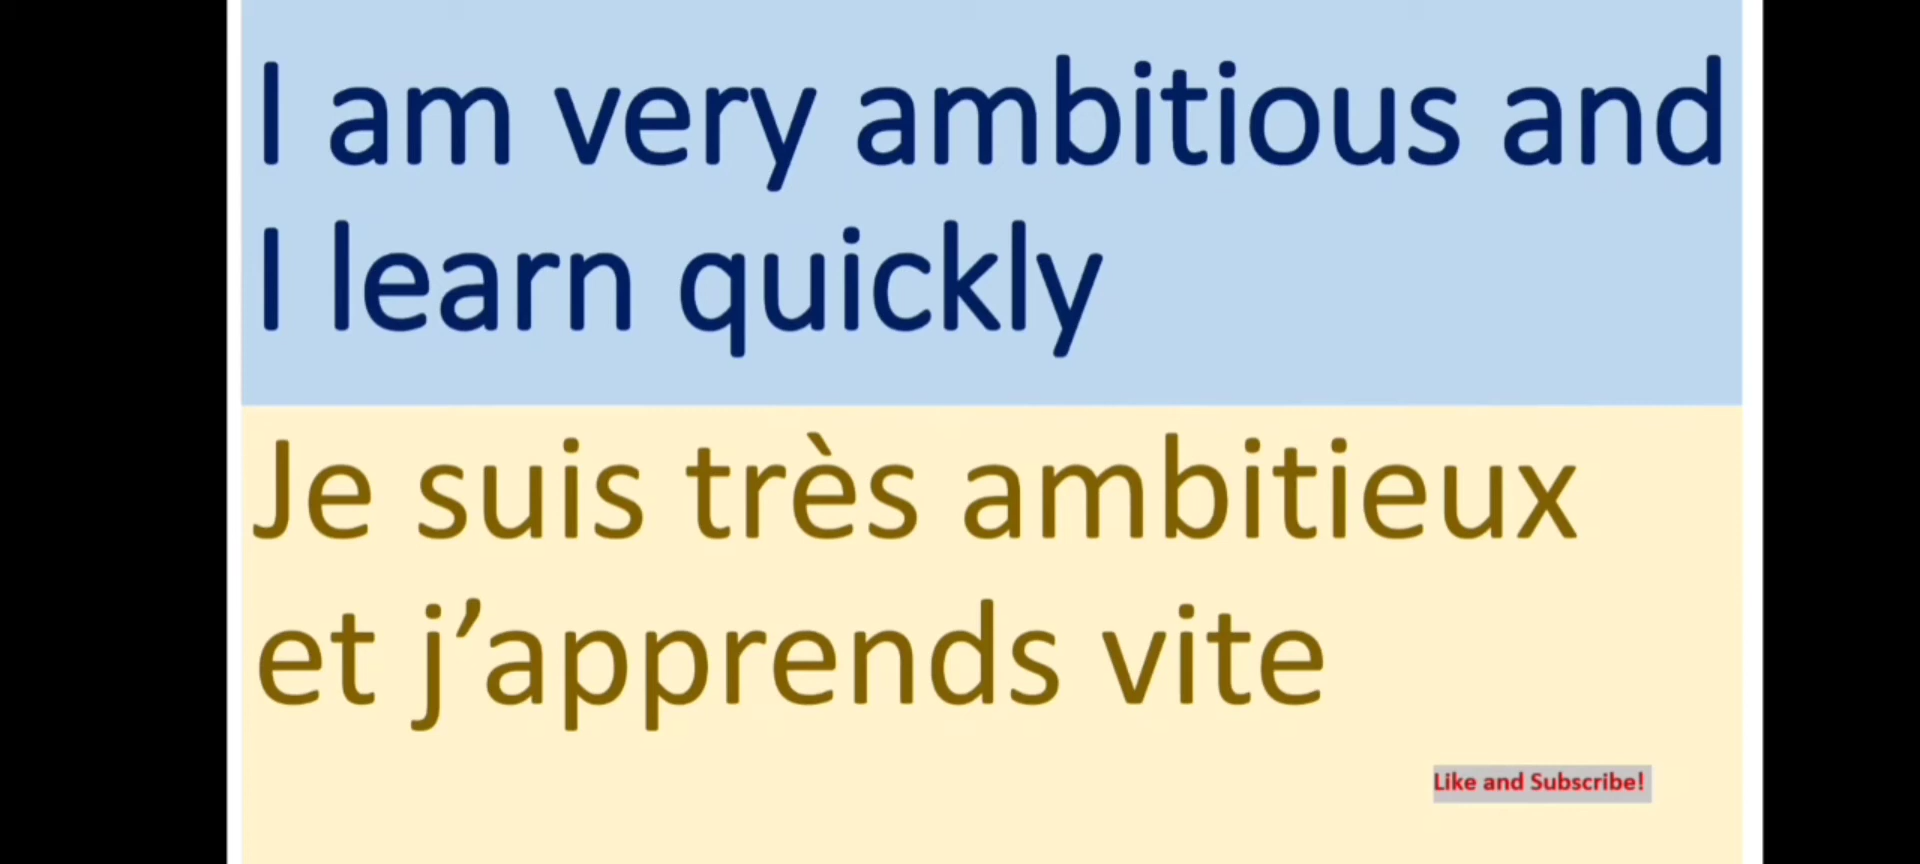 I am very ambitious and
I learn quickly
Je suis très ambitieux
et j’apprends vite
Like and Subscribe!